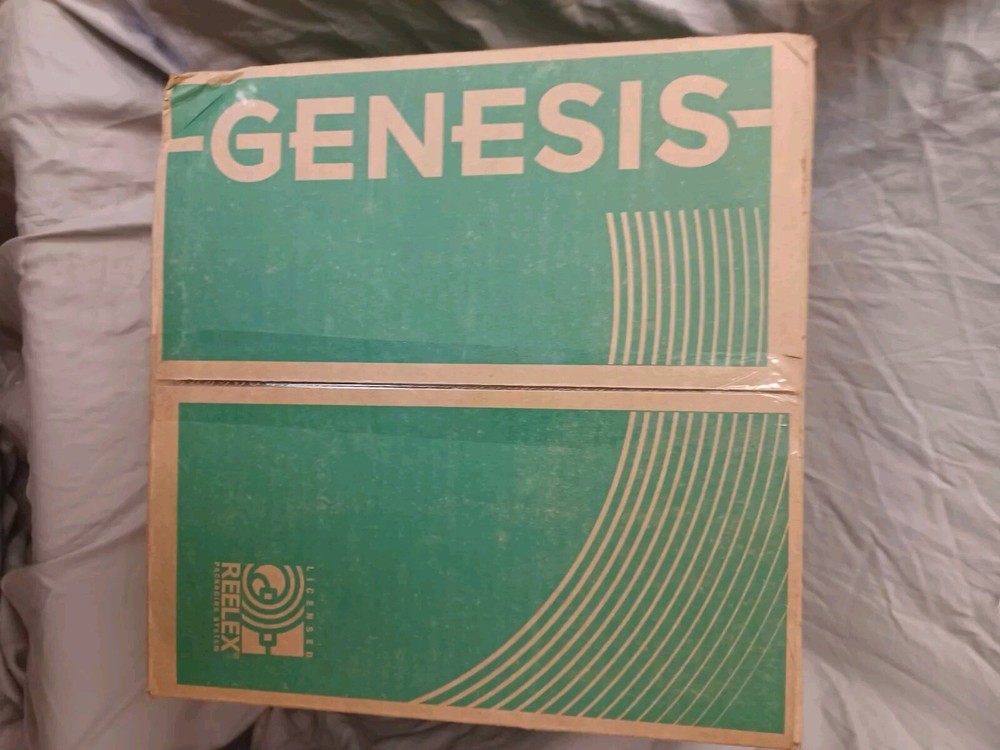 GENESIS
LICENSED
REELEX®
PACKAGING SYSTEM